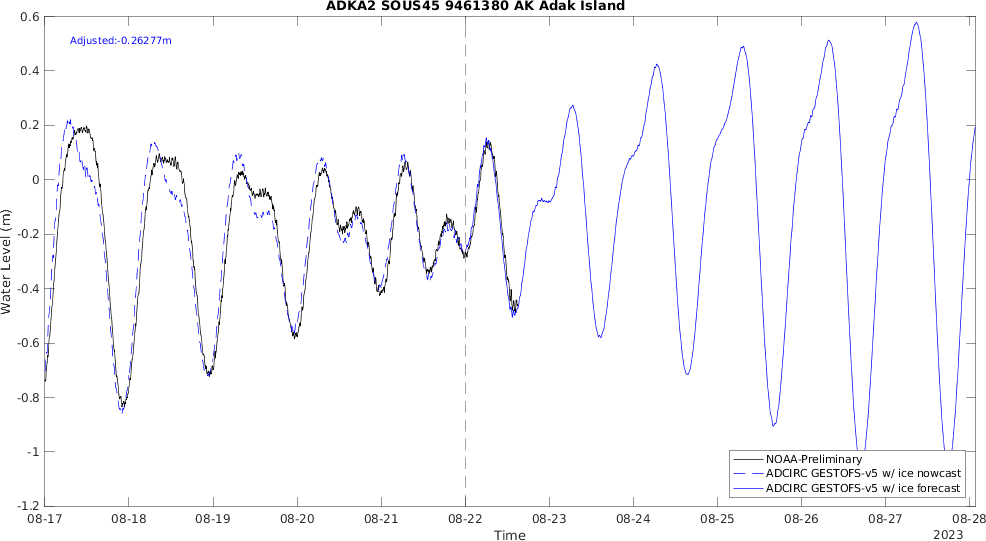 ADKA2 SOUS45 9461380 AK Adak Island
Adjusted:-0.26277m
0.6
0.4
0.2
0
-0.2
-0.4
-0.6
-0.8
-1
-1.2
Water Level (m)
NOAA-Preliminary
ADCIRC GESTOFS-v5 w/ ice nowcast
ADCIRC GESTOFS-v5 w/ ice forecast
08-17 08-18 08-19 08-20 08-21 08-22 08-23 08-24 08-25 08-26 08-27 08-28
Time
2023